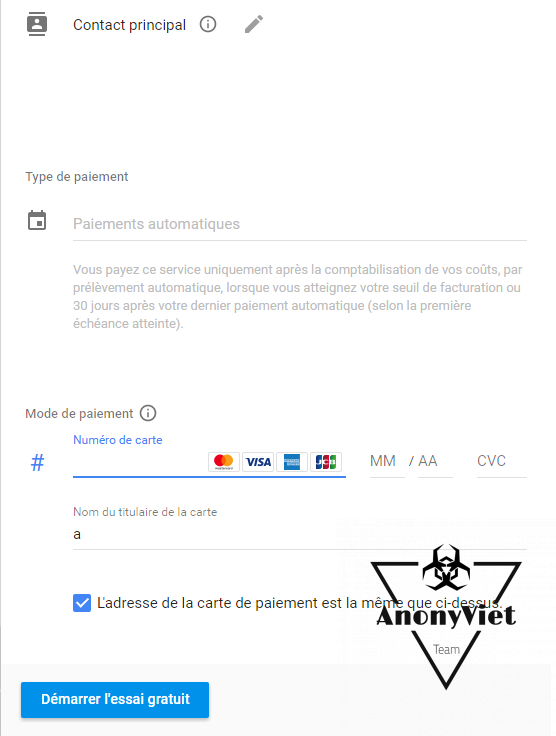 Contact principal
Type de paiement
Paiements automatiques
Vous payez ce service uniquement après la comptabilisation de vos coûts, par
prélèvement automatique, lorsque vous atteignez votre seuil de facturation ou
30 jours après votre dernier paiement automatique (selon la première
échéance atteinte).
Mode de paiement
Numéro de carte
# VISA JCB MM / AA CVC
Nom du titulaire de la carte
a
L'adresse de la carte de paiement est la même que ci-dessus.
AnonyViet
Team
Démarrer l'essai gratuit